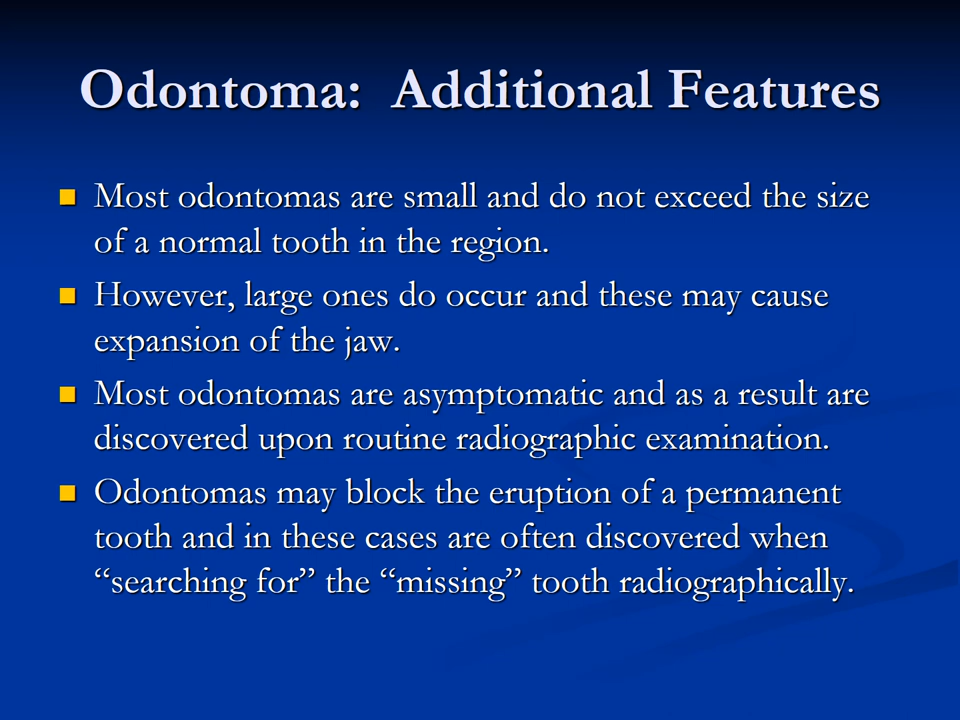 Odontoma: Additional Features
Most odontomas are small and do not exceed the size
of a normal tooth in the region.
However, large ones do occur and these may cause
expansion of the jaw.
Most odontomas are asymptomatic and as a result are
discovered upon routine radiographic examination.
Odontomas may block the eruption of a permanent
tooth and in these cases are often discovered when
“searching for” the “missing” tooth radiographically.